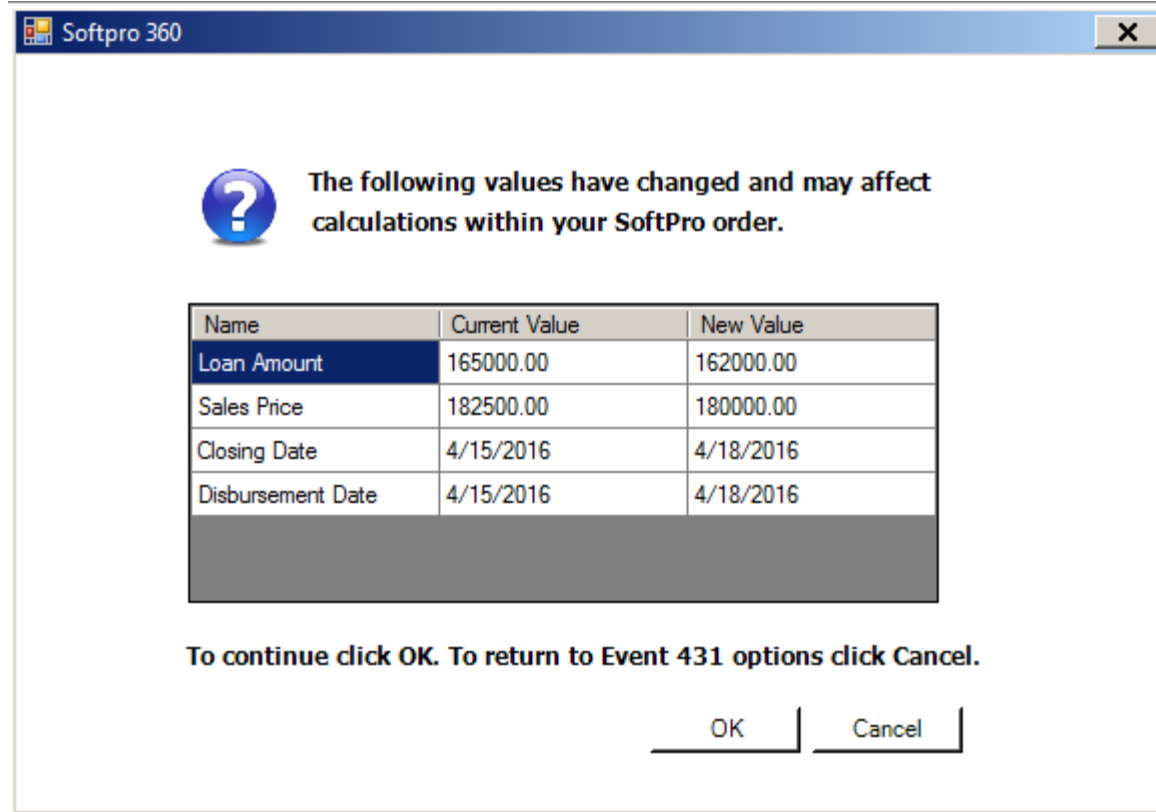 Softpro 360
The following values have changed and may affect
calculations within your SoftPro order.
Name Current Value New Value
Loan Amount 165000.00 162000.00
Sales Price 182500.00 180000.00
Closing Date 4/15/2016 4/18/2016
Disbursement Date 4/15/2016 4/18/2016
To continue click OK. To return to Event 431 options click Cancel.
OK Cancel